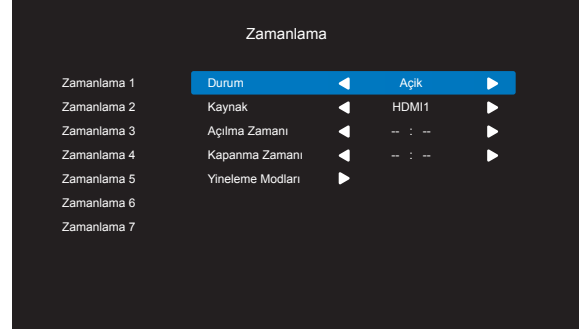 Zamanlama
Zamanlama 1 Durum Açik
Zamanlama 2 Kaynak HDMI1
Zamanlama 3 Açılma Zamanı -- : --
Zamanlama 4 Kapanma Zamanı -- : --
Zamanlama 5 Yineleme Modları
Zamanlama 6
Zamanlama 7